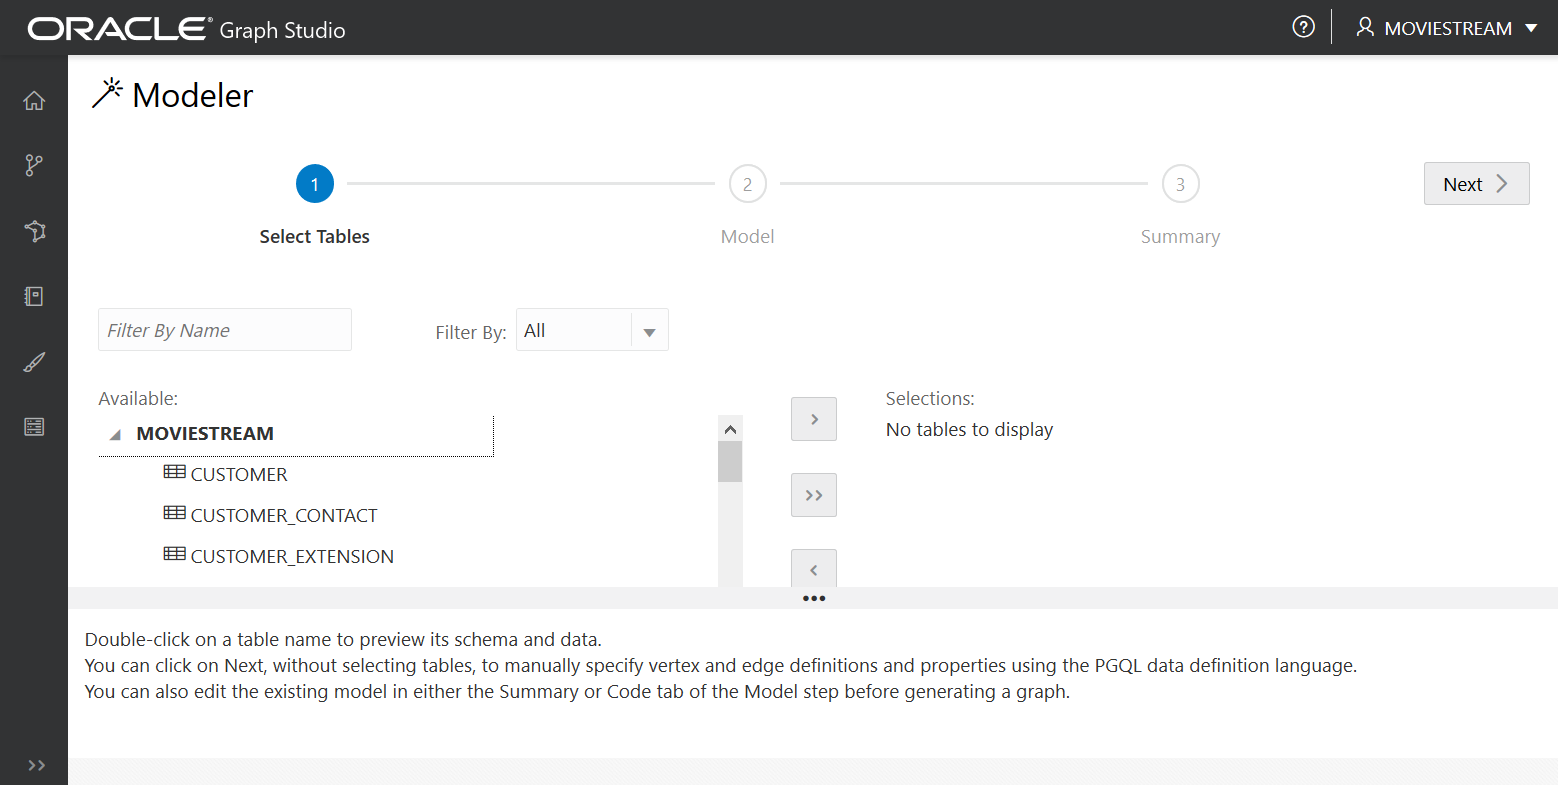 ORACLE® Graph Studio
MOVIESTREAM
Modeler
1
2
3
Next
Select Tables
Model
Summary
Filter By Name
Filter By:
All
Available:
Selections:
MOVIESTREAM
No tables to display
CUSTOMER
CUSTOMER_CONTACT
CUSTOMER_EXTENSION
Double-click on a table name to preview its schema and data.
You can click on Next, without selecting tables, to manually specify vertex and edge definitions and properties using the PGQL data definition language.
You can also edit the existing model in either the Summary or Code tab of the Model step before generating a graph.